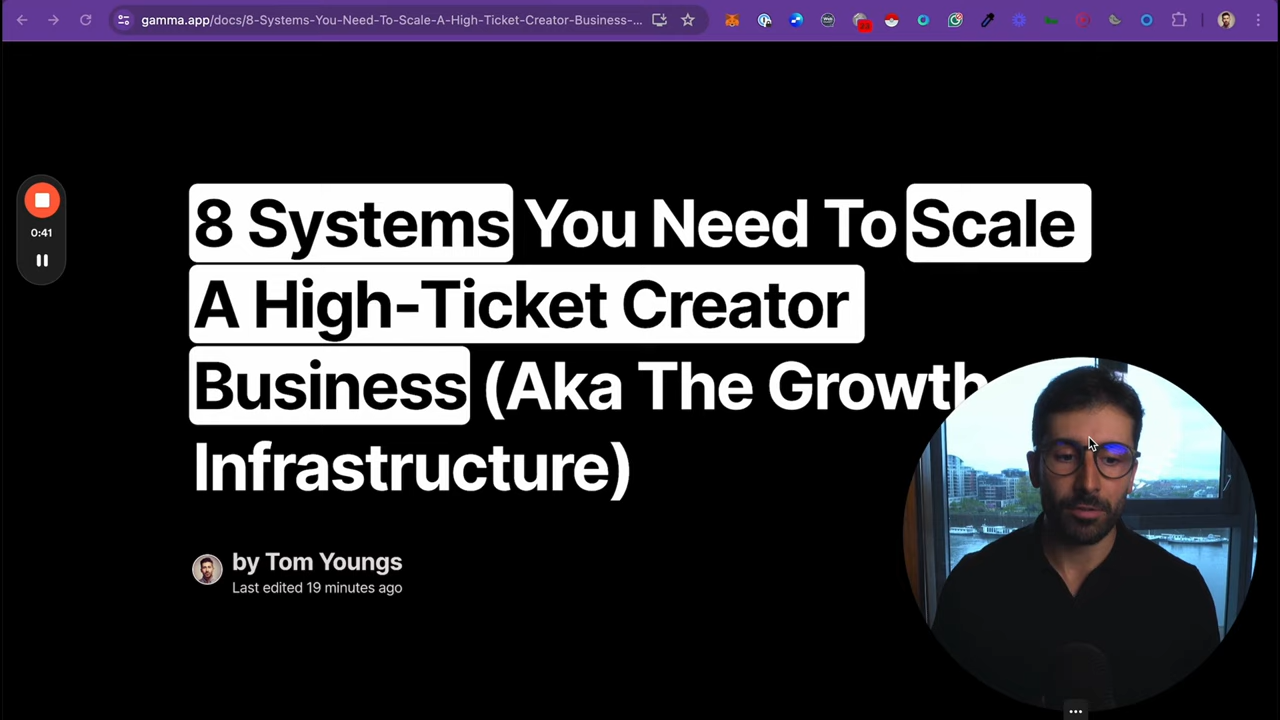 gamma.app/docs/8-Systems-You-Need-To-Scale-A-High-Ticket-Creator-Business-...
0:41
8 Systems You Need To Scale
A High-Ticket Creator
Business (Aka The Growth
Infrastructure)
by Tom Youngs
Last edited 19 minutes ago